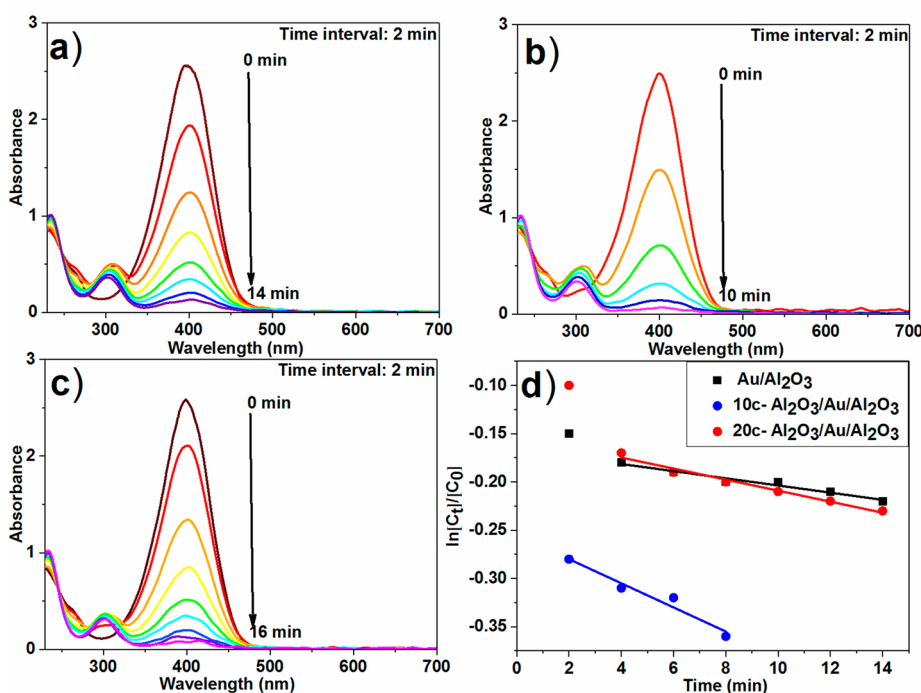 a)
Time interval: 2 min
0 min
14 min
3
2
1
0
Absorbance
300
400
500
600
700
Wavelength (nm)
b)
Time interval: 2 min
0 min
10 min
3
2
1
0
Absorbance
300
400
500
600
700
Wavelength (nm)
c)
Time interval: 2 min
0 min
16 min
3
2
1
0
Absorbance
300
400
500
600
700
Wavelength (nm)
d)
Au/Al₂O₃
10c- Al₂O₃/Au/Al₂O₃
20c- Al₂O₃/Au/Al₂O₃
-0.10
-0.15
-0.20
-0.25
-0.30
-0.35
ln|Cₜ|/|C₀|
0
2
4
6
8
10
12
14
Time (min)